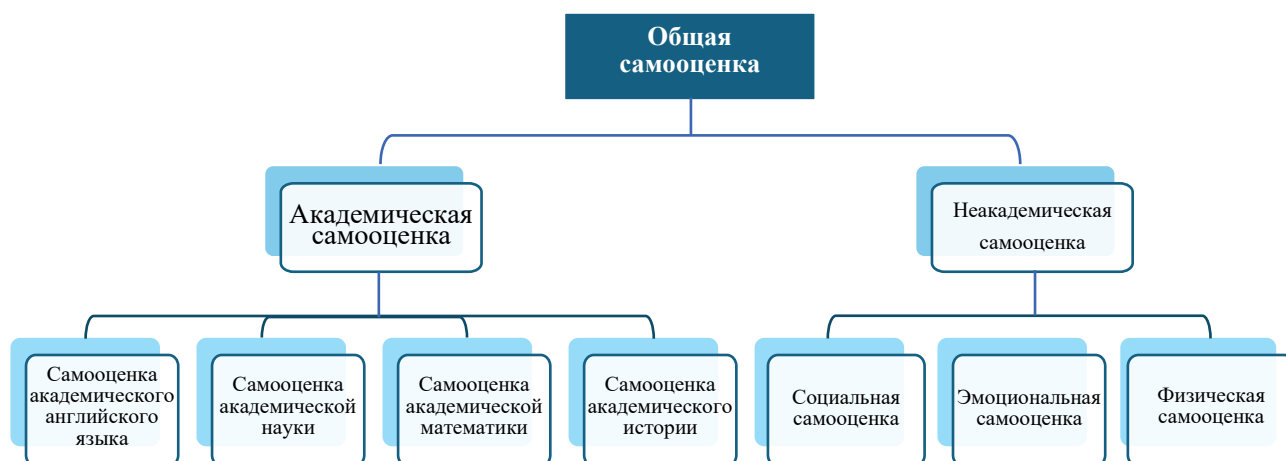 Общая
самооценка
Академическая
самооценка
Неакадемическая
самооценка
Самооценка
академического
английского
языка
Самооценка
академической
науки
Самооценка
академической
математики
Самооценка
академического
истории
Социальная
самооценка
Эмоциональная
самооценка
Физическая
самооценка